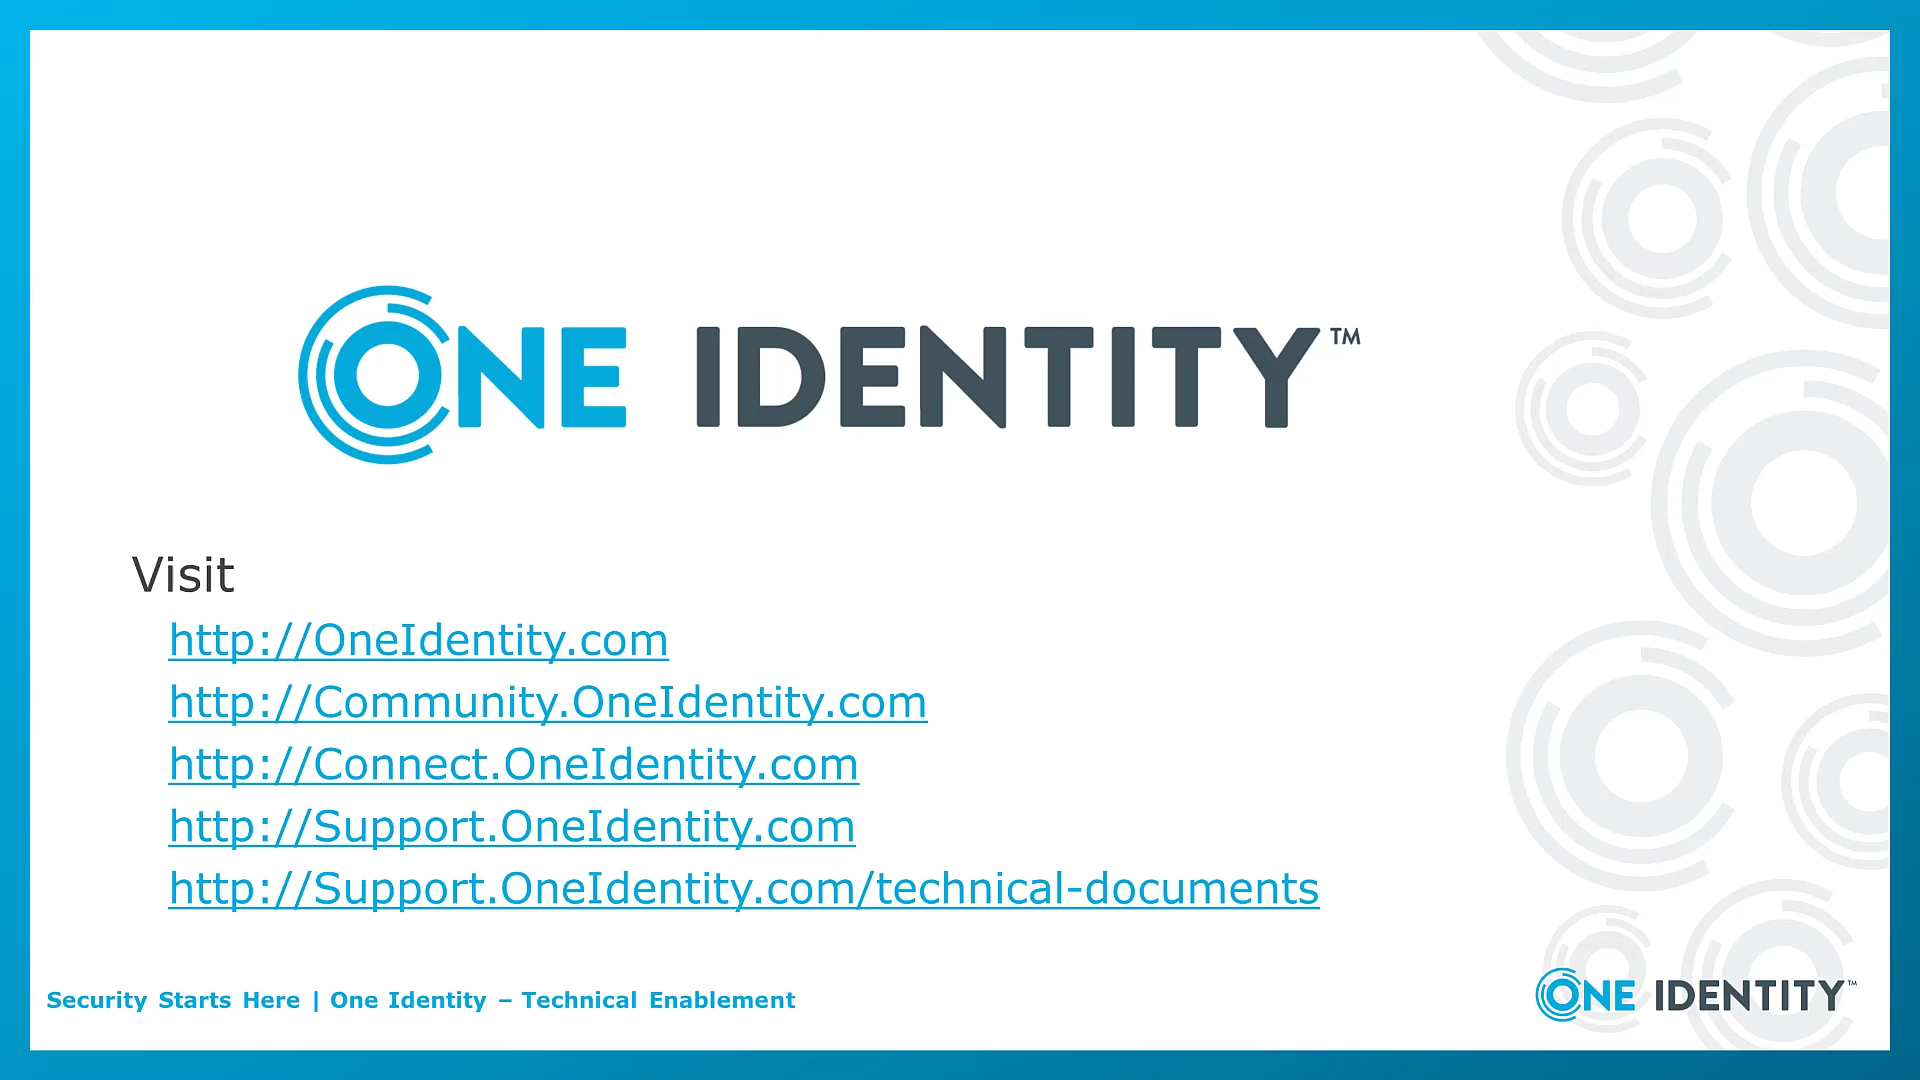 ONE IDENTITY™
Visit
http://OneIdentity.com
http://Community.OneIdentity.com
http://Connect.OneIdentity.com
http://Support.OneIdentity.com
http://Support.OneIdentity.com/technical-documents
Security Starts Here | One Identity – Technical Enablement
ONE IDENTITY™